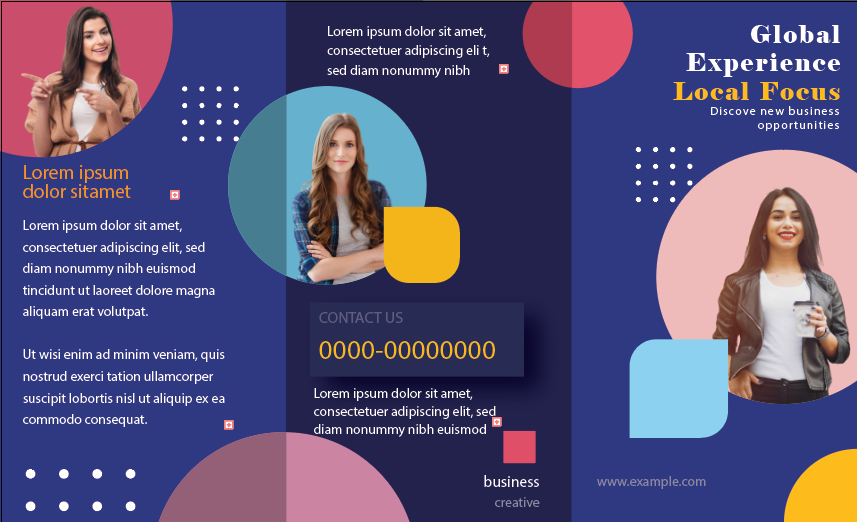 Lorem ipsum
dolor sitamet
Lorem ipsum dolor sit amet,
consectetuer adipiscing elit, sed
diam nonummy nibh euismod
tincidunt ut laoreet dolore magna
aliquam erat volutpat.
Ut wisi enim ad minim veniam, quis
nostrud exerci tation ullamcorper
suscipit lobortis nisl ut aliquip ex ea
commodo consequat.
Lorem ipsum dolor sit amet,
consectetuer adipiscing eli t,
sed diam nonummy nibh
CONTACT US
0000-00000000
Lorem ipsum dolor sit amet,
consectetuer adipiscing elit, sed
diam nonummy nibh euismod
business
creative
Global
Experience
Local Focus
Discove new business
opportunities
www.example.com